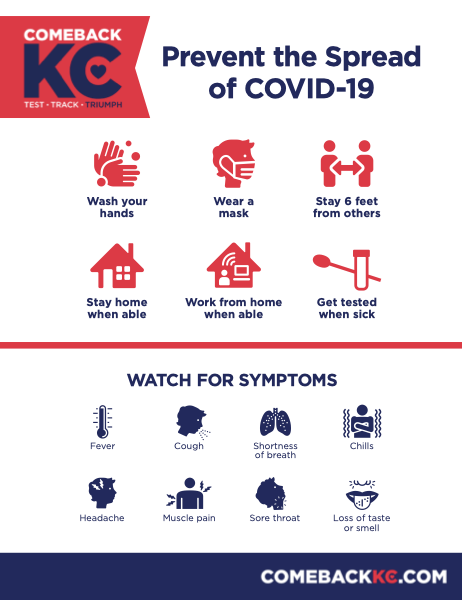 COMEBACK
KC
TEST • TRACK • TRIUMPH
Prevent the Spread
of COVID-19
Wash your
hands
Wear a
mask
Stay 6 feet
from others
Stay home
when able
Work from home
when able
Get tested
when sick
WATCH FOR SYMPTOMS
Fever
Cough
Shortness
of breath
Chills
Headache
Muscle pain
Sore throat
Loss of taste
or smell
COMEBACKKC.COM